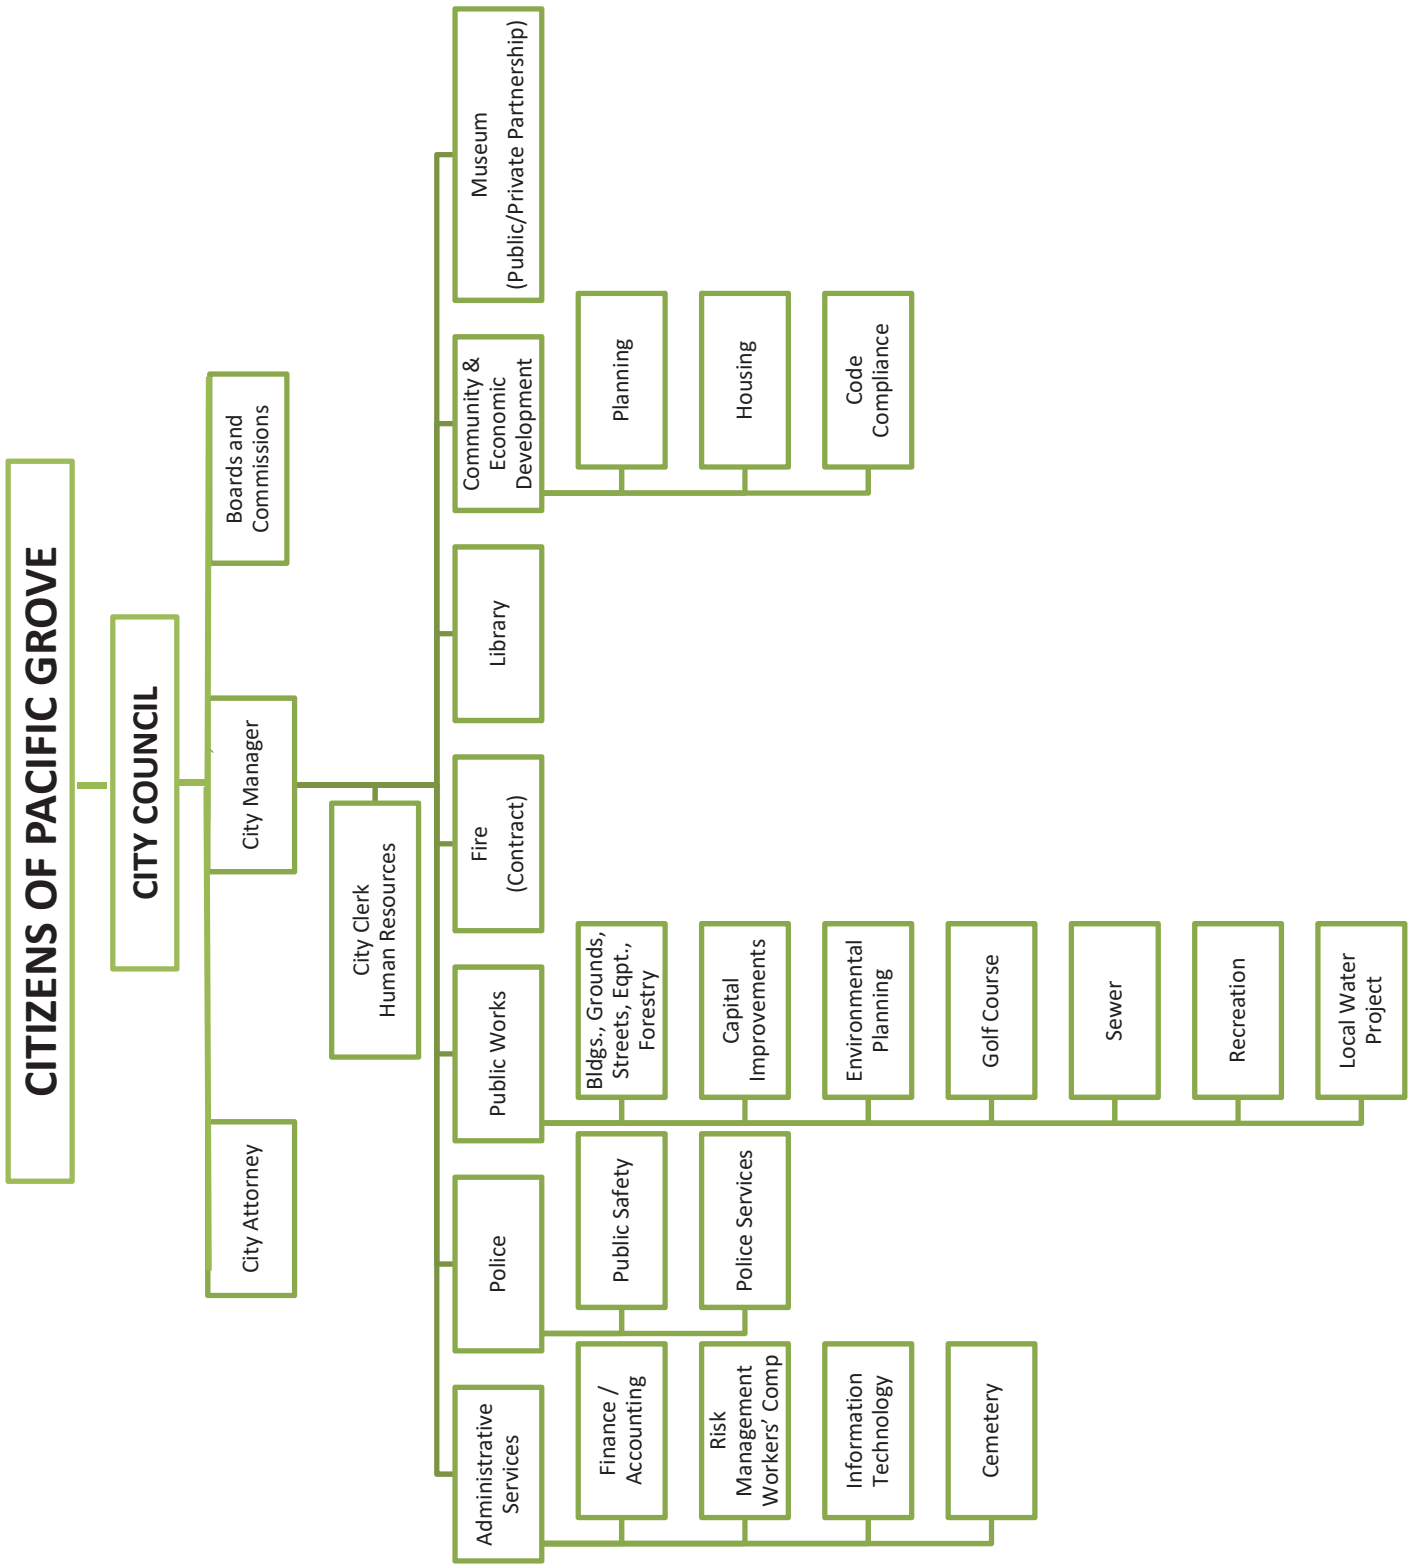 CITIZENS OF PACIFIC GROVE
CITY COUNCIL
City Attorney
City Manager
Boards and
Commissions
City Clerk
Human Resources
Administrative
Services
Finance /
Accounting
Risk
Management
Workers' Comp
Information
Technology
Cemetery
Police
Public Safety
Police Services
Public Works
Bldgs., Grounds,
Streets, Eqpt.,
Forestry
Capital
Improvements
Environmental
Planning
Golf Course
Sewer
Recreation
Local Water
Project
Fire
(Contract)
Library
Community &
Economic
Development
Planning
Housing
Code
Compliance
Museum
(Public/Private Partnership)